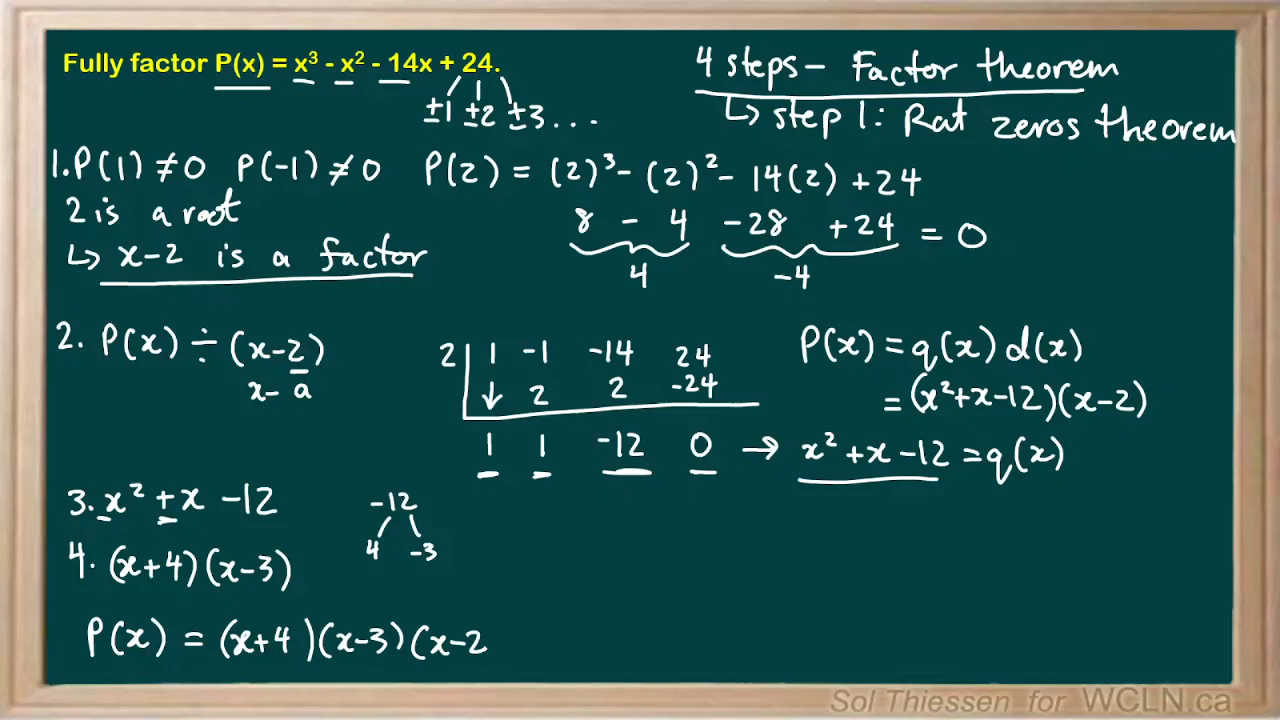 Fully factor P(x) = x³ - x² - 14x + 24.
4 steps - Factor theorem
±1 ±2 ±3...
↳ step 1: Rat zeros theorem
1. P(1) ≠ 0 P(-1) ≠ 0 P(2) = (2)³ - (2)² - 14(2) + 24
2 is a root
8 - 4 -28 +24 = 0
↳ x-2 is a factor
4 -4
2. P(x) ÷ (x-2)
x- a
2 1 -1 -14 24
↓ 2 2 -24
1 1 -12 0 → x² + x - 12 = q(x)
P(x) = q(x) d(x)
= (x²+x-12)(x-2)
3. x² + x - 12
-12
4 -3
4. (x+4)(x-3)
P(x) = (x+4)(x-3)(x-2
Sol Thiessen for WCLN.ca